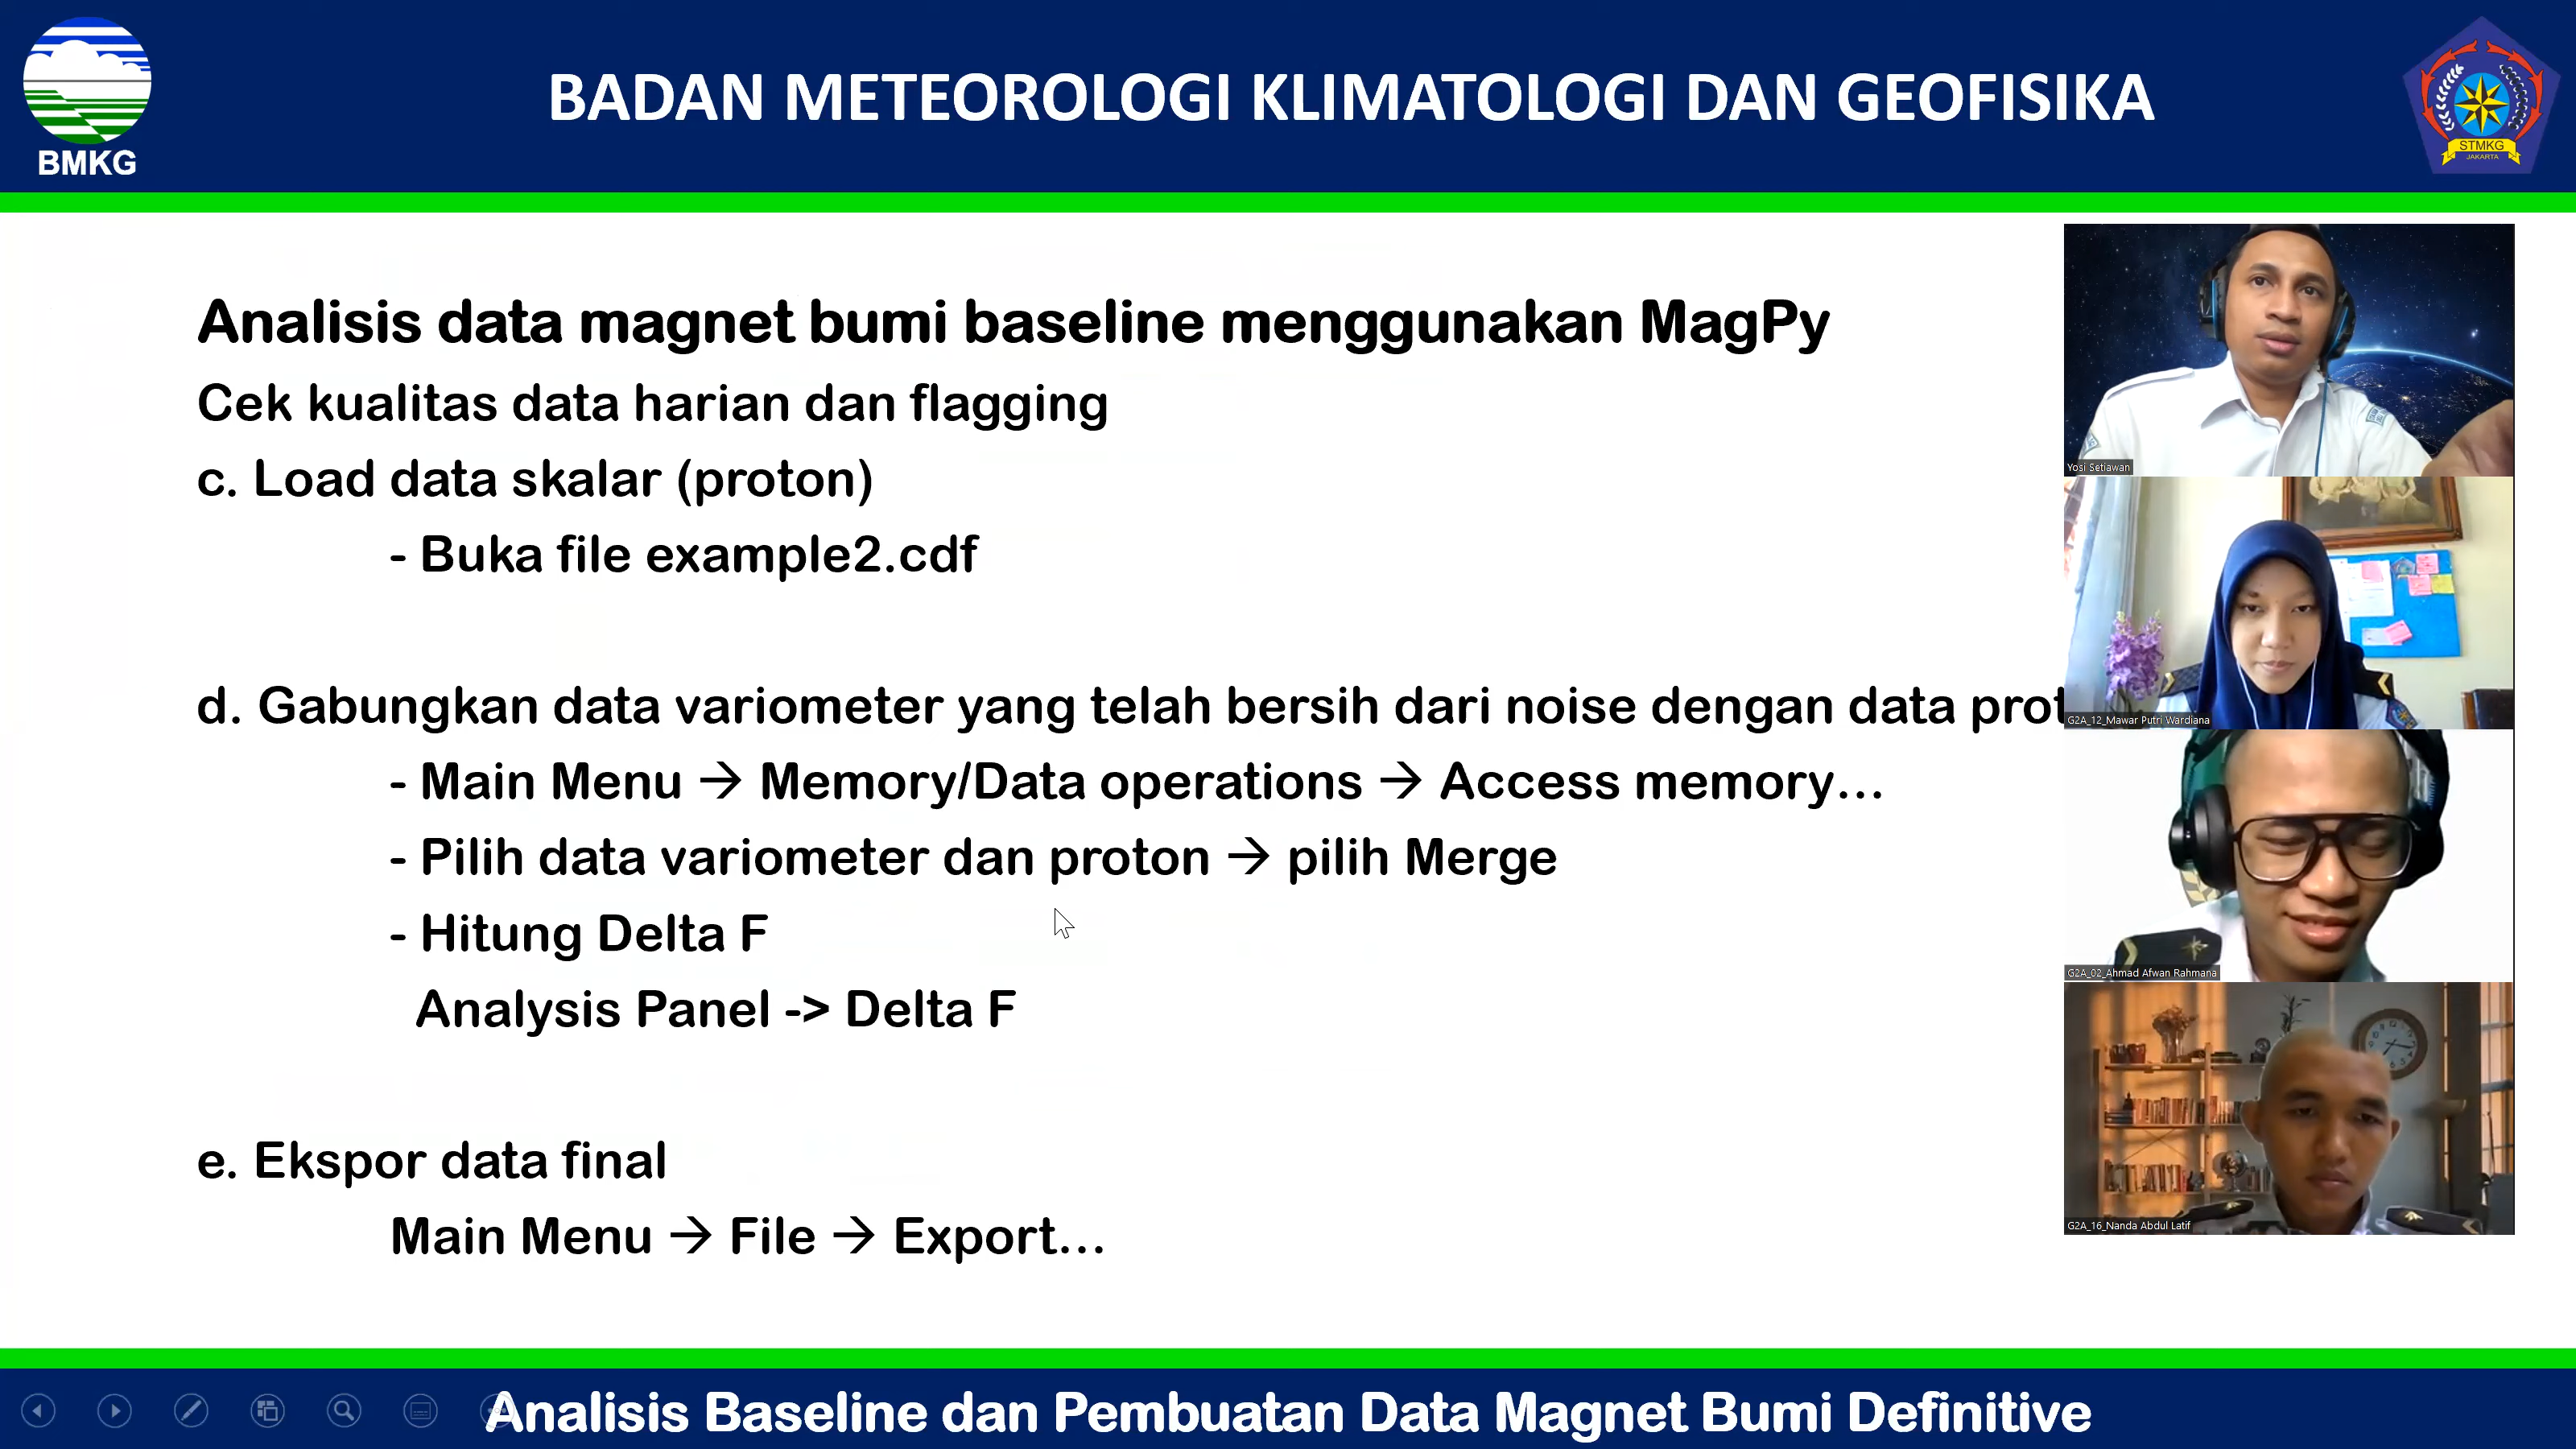 BADAN METEOROLOGI KLIMATOLOGI DAN GEOFISIKA
BMKG
STMKG
JAKARTA
Analisis data magnet bumi baseline menggunakan MagPy
Cek kualitas data harian dan flagging
c. Load data skalar (proton)
- Buka file example2.cdf
d. Gabungkan data variometer yang telah bersih dari noise dengan data prot
- Main Menu → Memory/Data operations → Access memory...
- Pilih data variometer dan proton → pilih Merge
- Hitung Delta F
Analysis Panel -> Delta F
e. Ekspor data final
Main Menu → File → Export...
Yosi Setiawan
G2A_12_Mawar Putri Wardiana
G2A_02_Ahmad Afwan Rahmana
G2A_16_Nanda Abdul Latif
Analisis Baseline dan Pembuatan Data Magnet Bumi Definitive